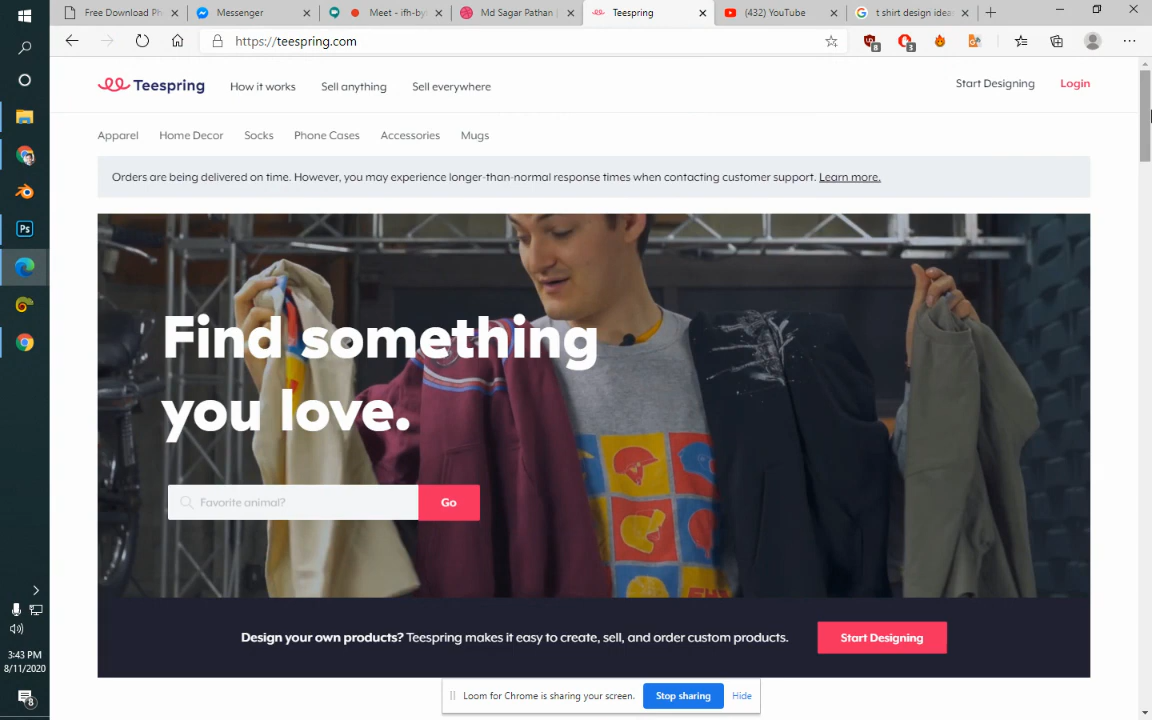 Free Download Ph
Messenger
Meet - ifh-by
Md Sagar Pathan |
Teespring
(432) YouTube
t shirt design idea
https://teespring.com
8
3
Teespring
How it works
Sell anything
Sell everywhere
Start Designing
Login
Apparel
Home Decor
Socks
Phone Cases
Accessories
Mugs
Orders are being delivered on time. However, you may experience longer-than-normal response times when contacting customer support. Learn more.
Find something
you love.
Favorite animal?
Go
Design your own products? Teespring makes it easy to create, sell, and order custom products.
Start Designing
Loom for Chrome is sharing your screen.
Stop sharing
Hide
Ps
3:43 PM
8/11/2020
8